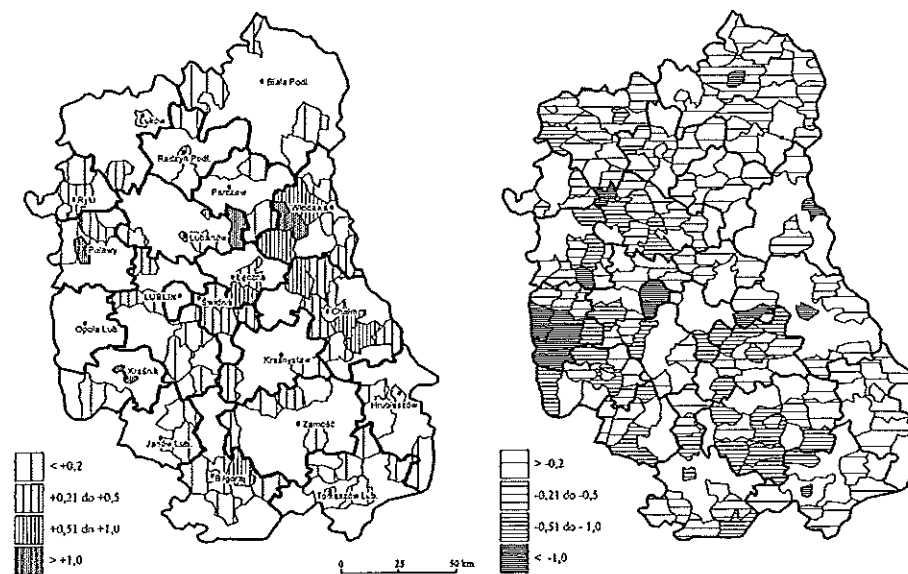 Biała Podl.
Łuków
Radzyń Podl.
Parczew
Ryki
Włodawa
Lubartów
Puławy
Łęczna
LUBLIN
Świdnik
Chełm
Opole Lub.
Kraśnik
Krasnystaw
Hrubieszów
Zamość
Janów Lub.
Biłgoraj
Tomaszów Lub.
< +0,2
+0,21 do +0,5
+0,51 do +1,0
> +1,0
0 25 50 km
> -0,2
-0,21 do -0,5
-0,51 do -1,0
< -1,0